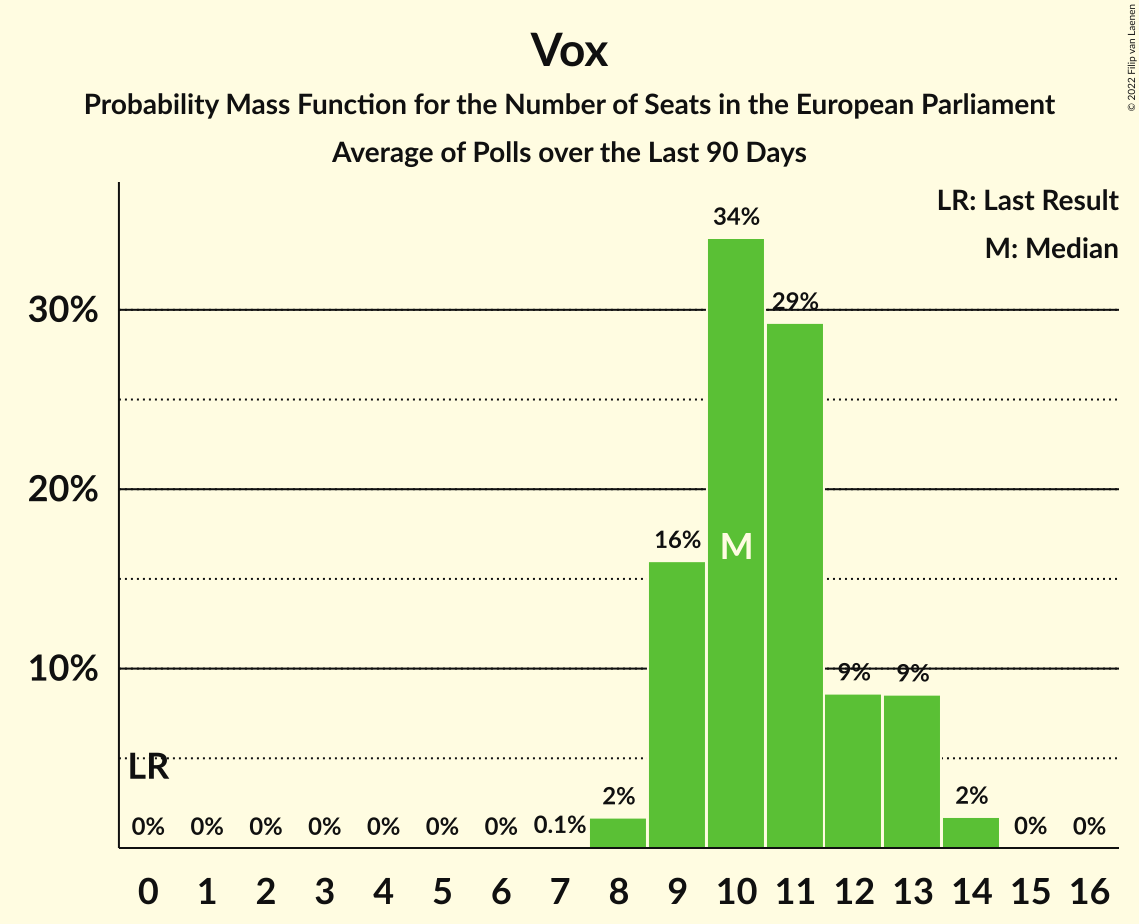 Vox
Probability Mass Function for the Number of Seats in the European Parliament
Average of Polls over the Last 90 Days
© 2022 Filip van Laenen
LR: Last Result
M: Median
34%
30%
29%
20%
16%
M
10%
9%
9%
LR
2%
2%
0%
0%
0%
0%
0%
0%
0%
0.1%
0%
0%
0 1 2 3 4 5 6 7 8 9 10 11 12 13 14 15 16